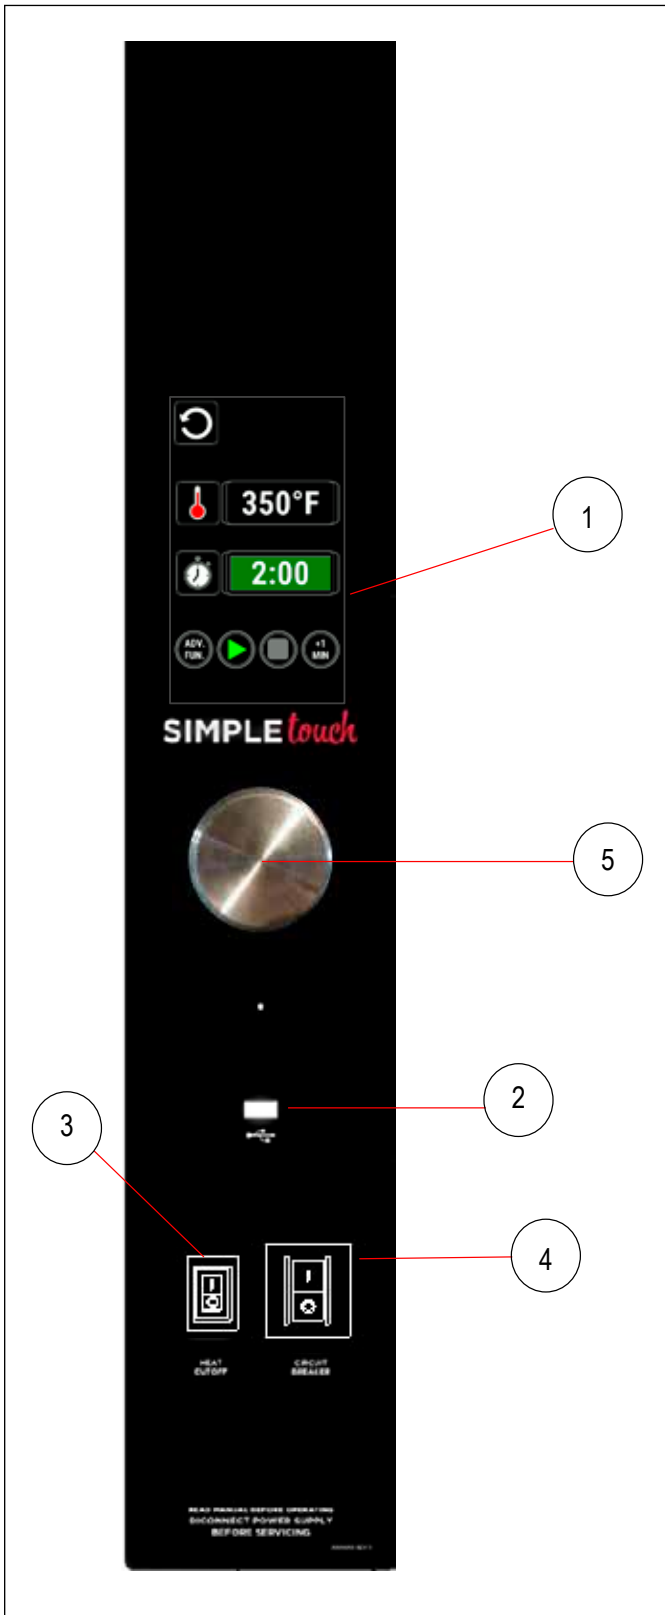 350°F
2:00
ADV. FUN.
+1 MIN
1
SIMPLE touch
5
2
3
4
HEAT CUTOFF
CIRCUIT BREAKER
READ MANUAL BEFORE OPERATING
DICONNECT POWER SUPPLY
BEFORE SERVICING